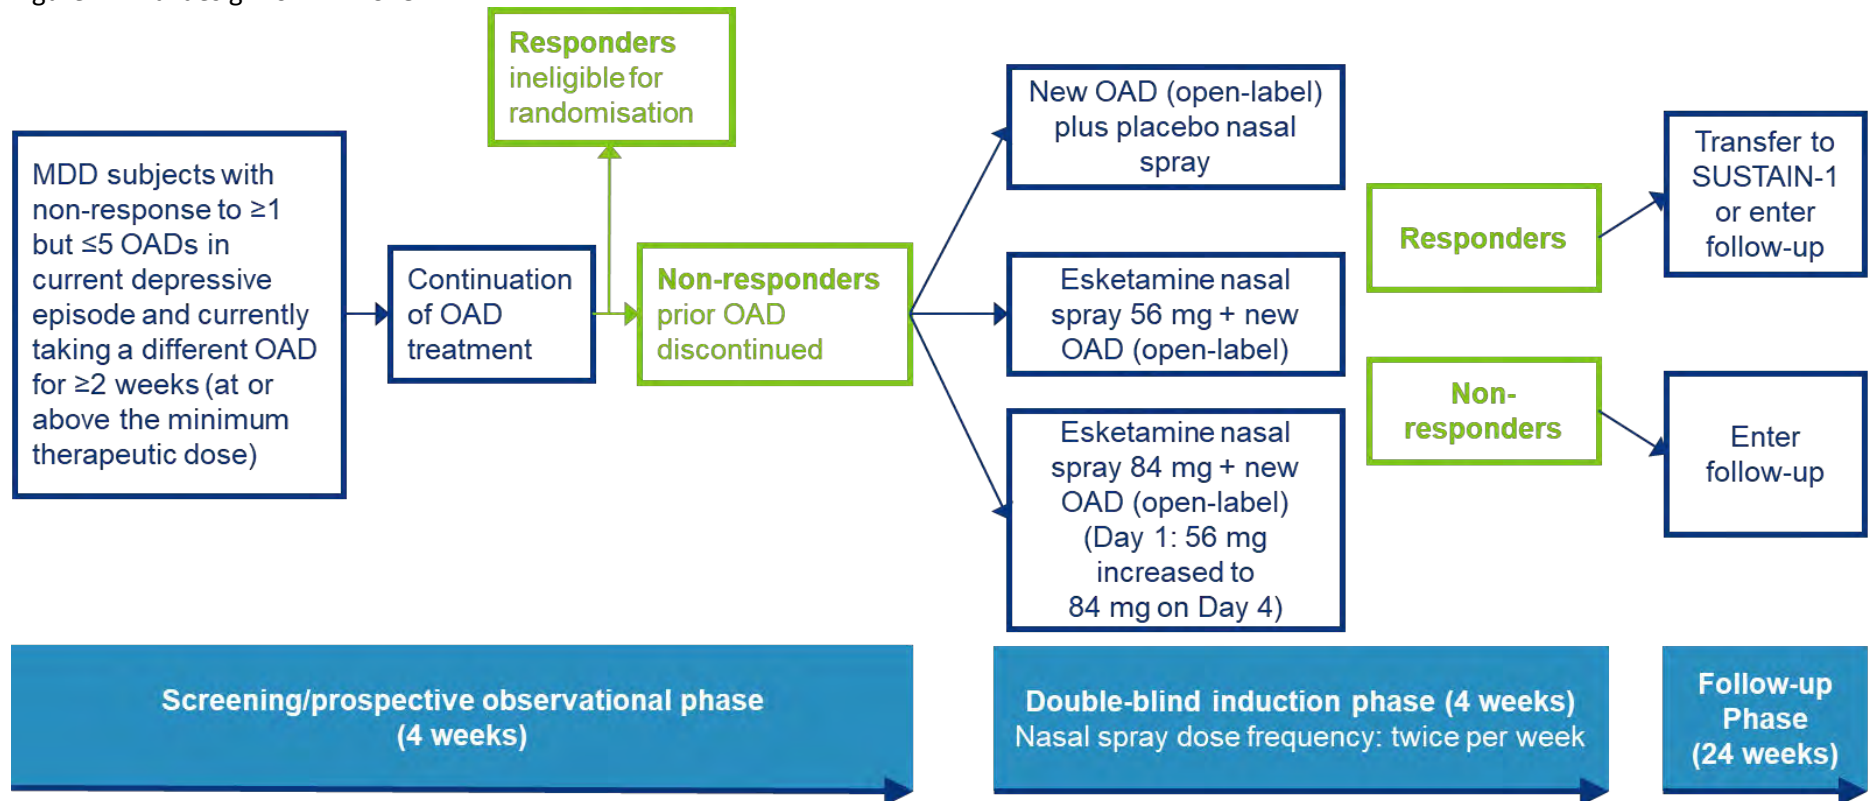 MDD subjects with
non-response to ≥1
but ≤5 OADs in
current depressive
episode and currently
taking a different OAD
for ≥2 weeks (at or
above the minimum
therapeutic dose)
Continuation
of OAD
treatment
Responders
ineligible for
randomisation
Non-responders
prior OAD
discontinued
New OAD (open-label)
plus placebo nasal
spray
Esketamine nasal
spray 56 mg + new
OAD (open-label)
Esketamine nasal
spray 84 mg + new
OAD (open-label)
(Day 1: 56 mg
increased to
84 mg on Day 4)
Responders
Non-
responders
Transfer to
SUSTAIN-1
or enter
follow-up
Enter
follow-up
Screening/prospective observational phase
(4 weeks)
Double-blind induction phase (4 weeks)
Nasal spray dose frequency: twice per week
Follow-up
Phase
(24 weeks)